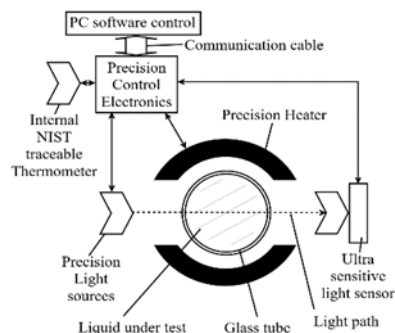 PC software control
Communication cable
Precision
Control
Electronics
Precision Heater
Internal
NIST
traceable
Thermometer
Precision
Light
sources
Ultra
sensitive
light sensor
Liquid under test
Glass tube
Light path